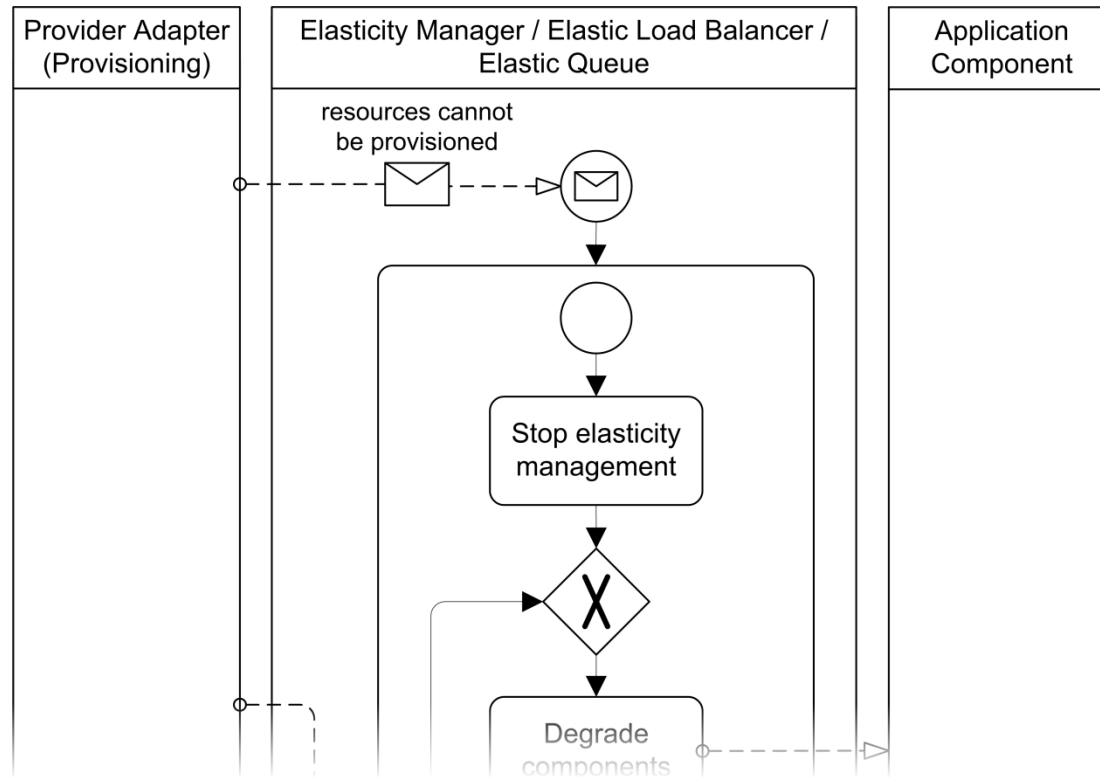 Provider Adapter
(Provisioning)
Elasticity Manager / Elastic Load Balancer /
Elastic Queue
Application
Component
resources cannot
be provisioned
Stop elasticity
management
X
Degrade
components